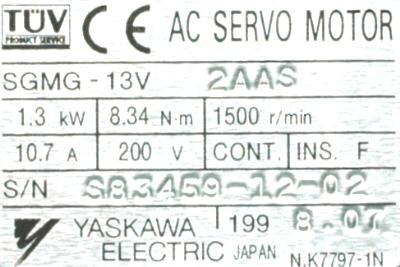 TÜV PRODUCT SERVICE CE AC SERVO MOTOR
SGMG - 13V 2AAS
1.3 kW 8.34 N·m 1500 r/min
10.7 A 200 V CONT. INS. F
S/N S83459-12-02
YASKAWA ELECTRIC JAPAN 199 8.-07
N.K7797-1N